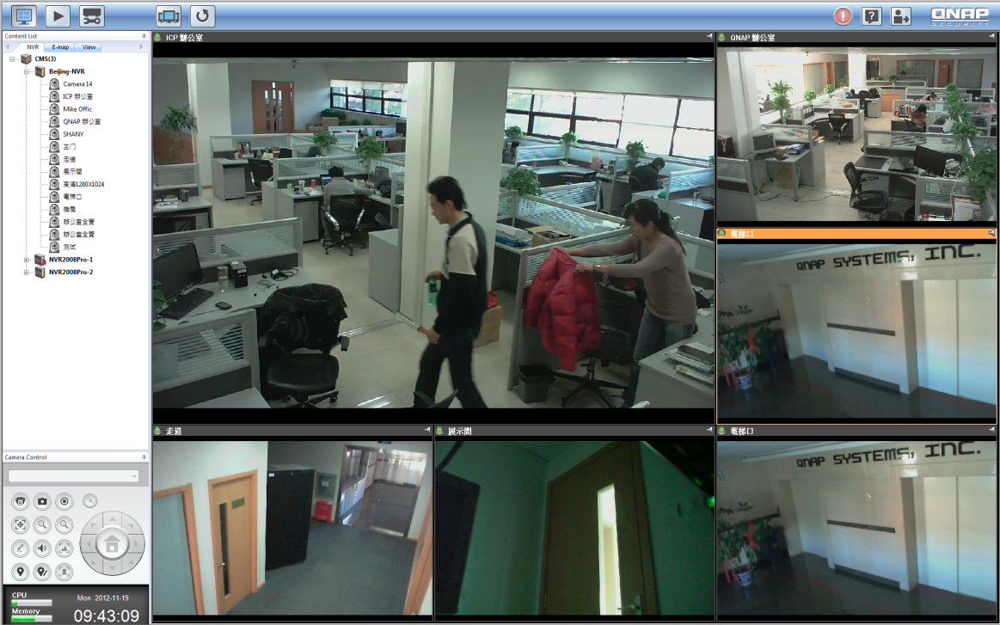 QNAP
SECURITY
Content List
NVR
E-map
View
CMS(3)
Beijing-NVR
Camera 14
ICP 辦公室
Mike Offic
QNAP 辦公室
SHANY
主门
走道
展示間
高清1280X1024
電梯口
機房
辦公室全覽
辦公室全覽
测试
NVR2008Pro-1
NVR2008Pro-2
Camera Control
CPU
Memory
Mon 2012-11-19
09:43:09
ICP 辦公室
QNAP 辦公室
電梯口
QNAP SYSTEMS, INC.
走道
展示間
電梯口
QNAP SYSTEMS, INC.